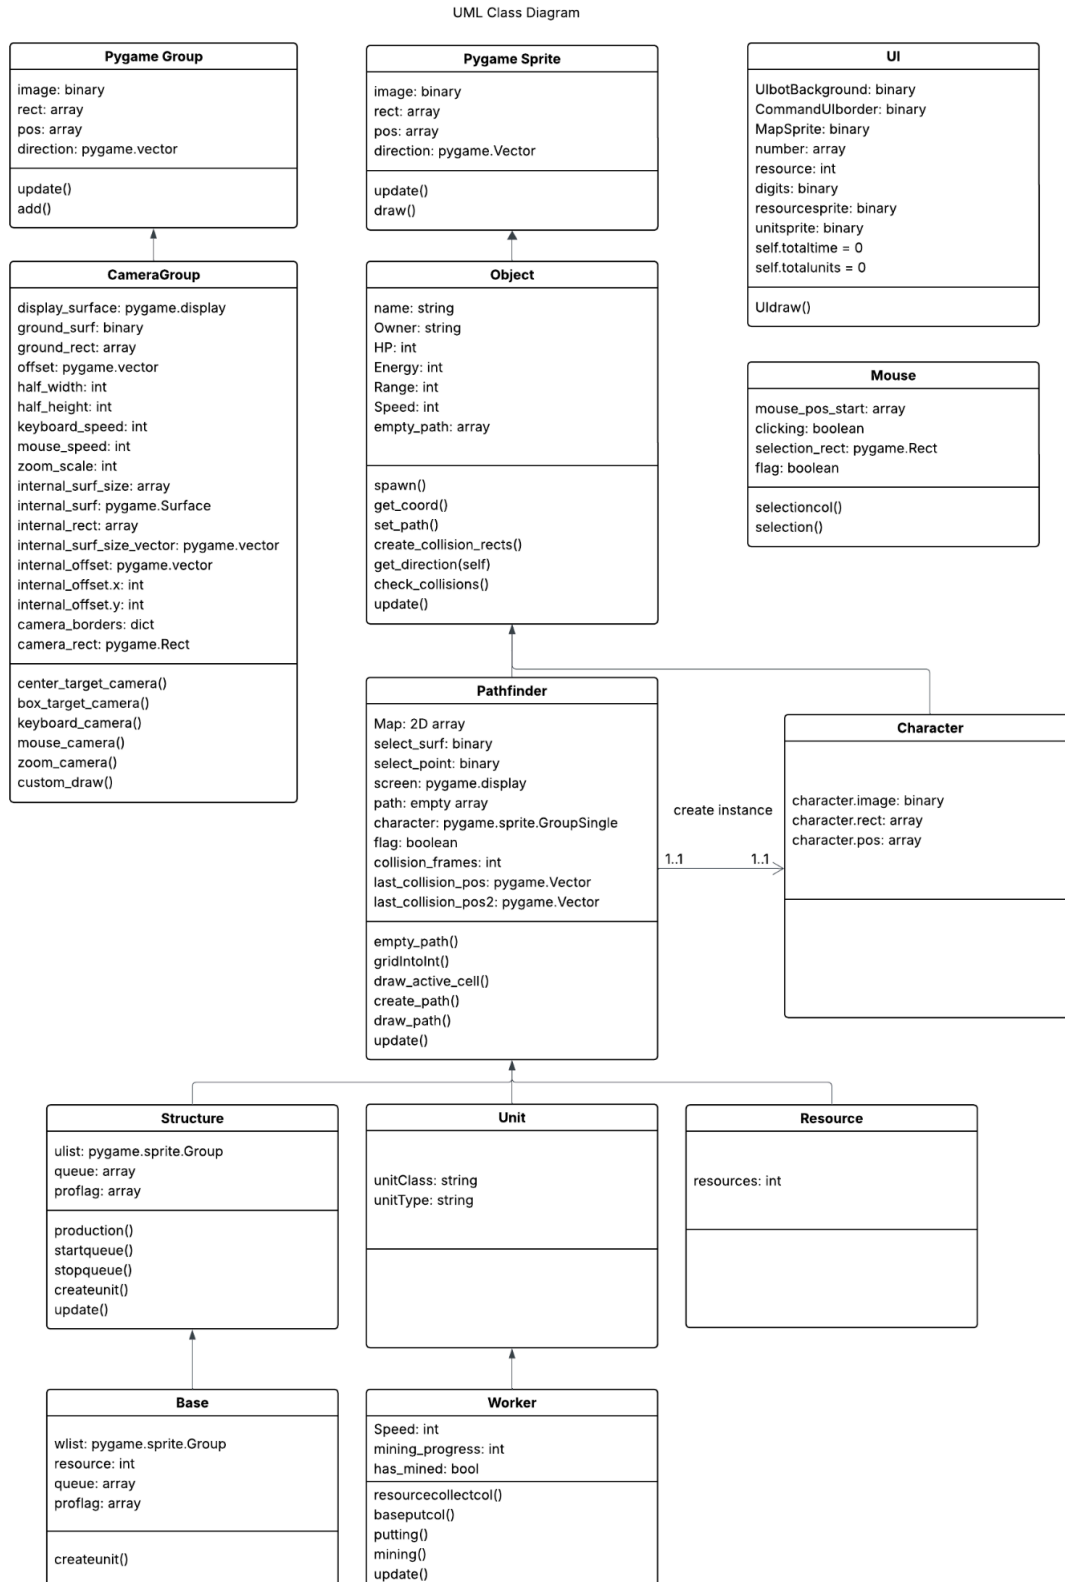 UML Class Diagram
Pygame Group
image: binary
rect: array
pos: array
direction: pygame.vector
update()
add()
Pygame Sprite
image: binary
rect: array
pos: array
direction: pygame.Vector
update()
draw()
UI
UIbotBackground: binary
CommandUIborder: binary
MapSprite: binary
number: array
resource: int
digits: binary
resourcesprite: binary
unitsprite: binary
self.totaltime = 0
self.totalunits = 0
UIdraw()
CameraGroup
display_surface: pygame.display
ground_surf: binary
ground_rect: array
offset: pygame.vector
half_width: int
half_height: int
keyboard_speed: int
mouse_speed: int
zoom_scale: int
internal_surf_size: array
internal_surf: pygame.Surface
internal_rect: array
internal_surf_size_vector: pygame.vector
internal_offset: pygame.vector
internal_offset.x: int
internal_offset.y: int
camera_borders: dict
camera_rect: pygame.Rect
center_target_camera()
box_target_camera()
keyboard_camera()
mouse_camera()
zoom_camera()
custom_draw()
Object
name: string
Owner: string
HP: int
Energy: int
Range: int
Speed: int
empty_path: array
spawn()
get_coord()
set_path()
create_collision_rects()
get_direction(self)
check_collisions()
update()
Mouse
mouse_pos_start: array
clicking: boolean
selection_rect: pygame.Rect
flag: boolean
selectioncol()
selection()
Pathfinder
Map: 2D array
select_surf: binary
select_point: binary
screen: pygame.display
path: empty array
character: pygame.sprite.GroupSingle
flag: boolean
collision_frames: int
last_collision_pos: pygame.Vector
last_collision_pos2: pygame.Vector
empty_path()
gridIntoInt()
draw_active_cell()
create_path()
draw_path()
update()
create instance
1..1
1..1
Character
character.image: binary
character.rect: array
character.pos: array
Structure
ulist: pygame.sprite.Group
queue: array
proflag: array
production()
startqueue()
stopqueue()
createunit()
update()
Unit
unitClass: string
unitType: string
Resource
resources: int
Base
wlist: pygame.sprite.Group
resource: int
queue: array
proflag: array
createunit()
Worker
Speed: int
mining_progress: int
has_mined: bool
resourcecollectcol()
baseputcol()
putting()
mining()
update()